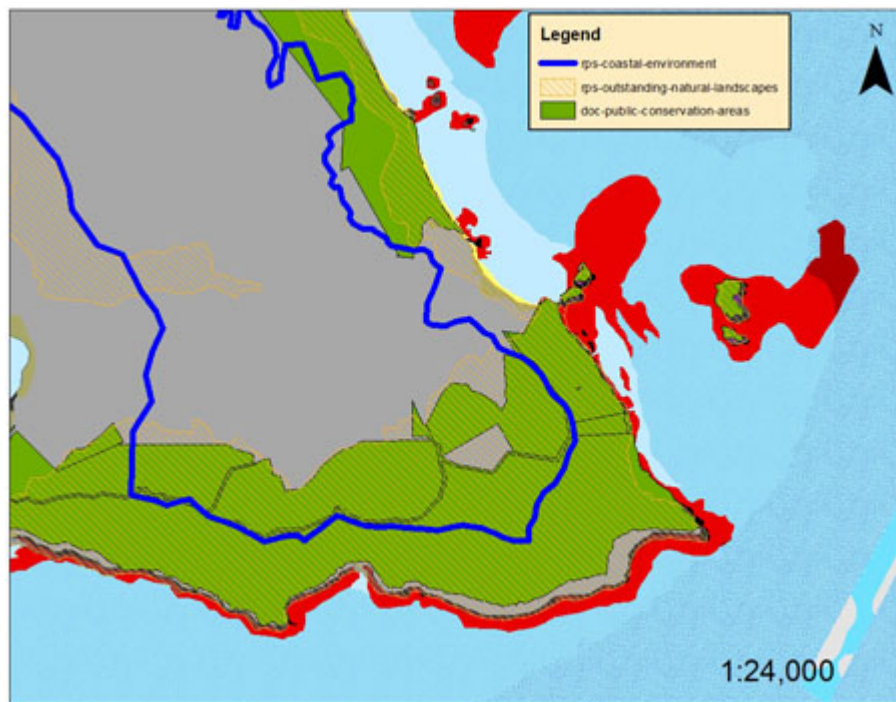 Legend
rps-coastal-environment
rps-outstanding-natural-landscapes
doc-public-conservation-areas
N
1:24,000